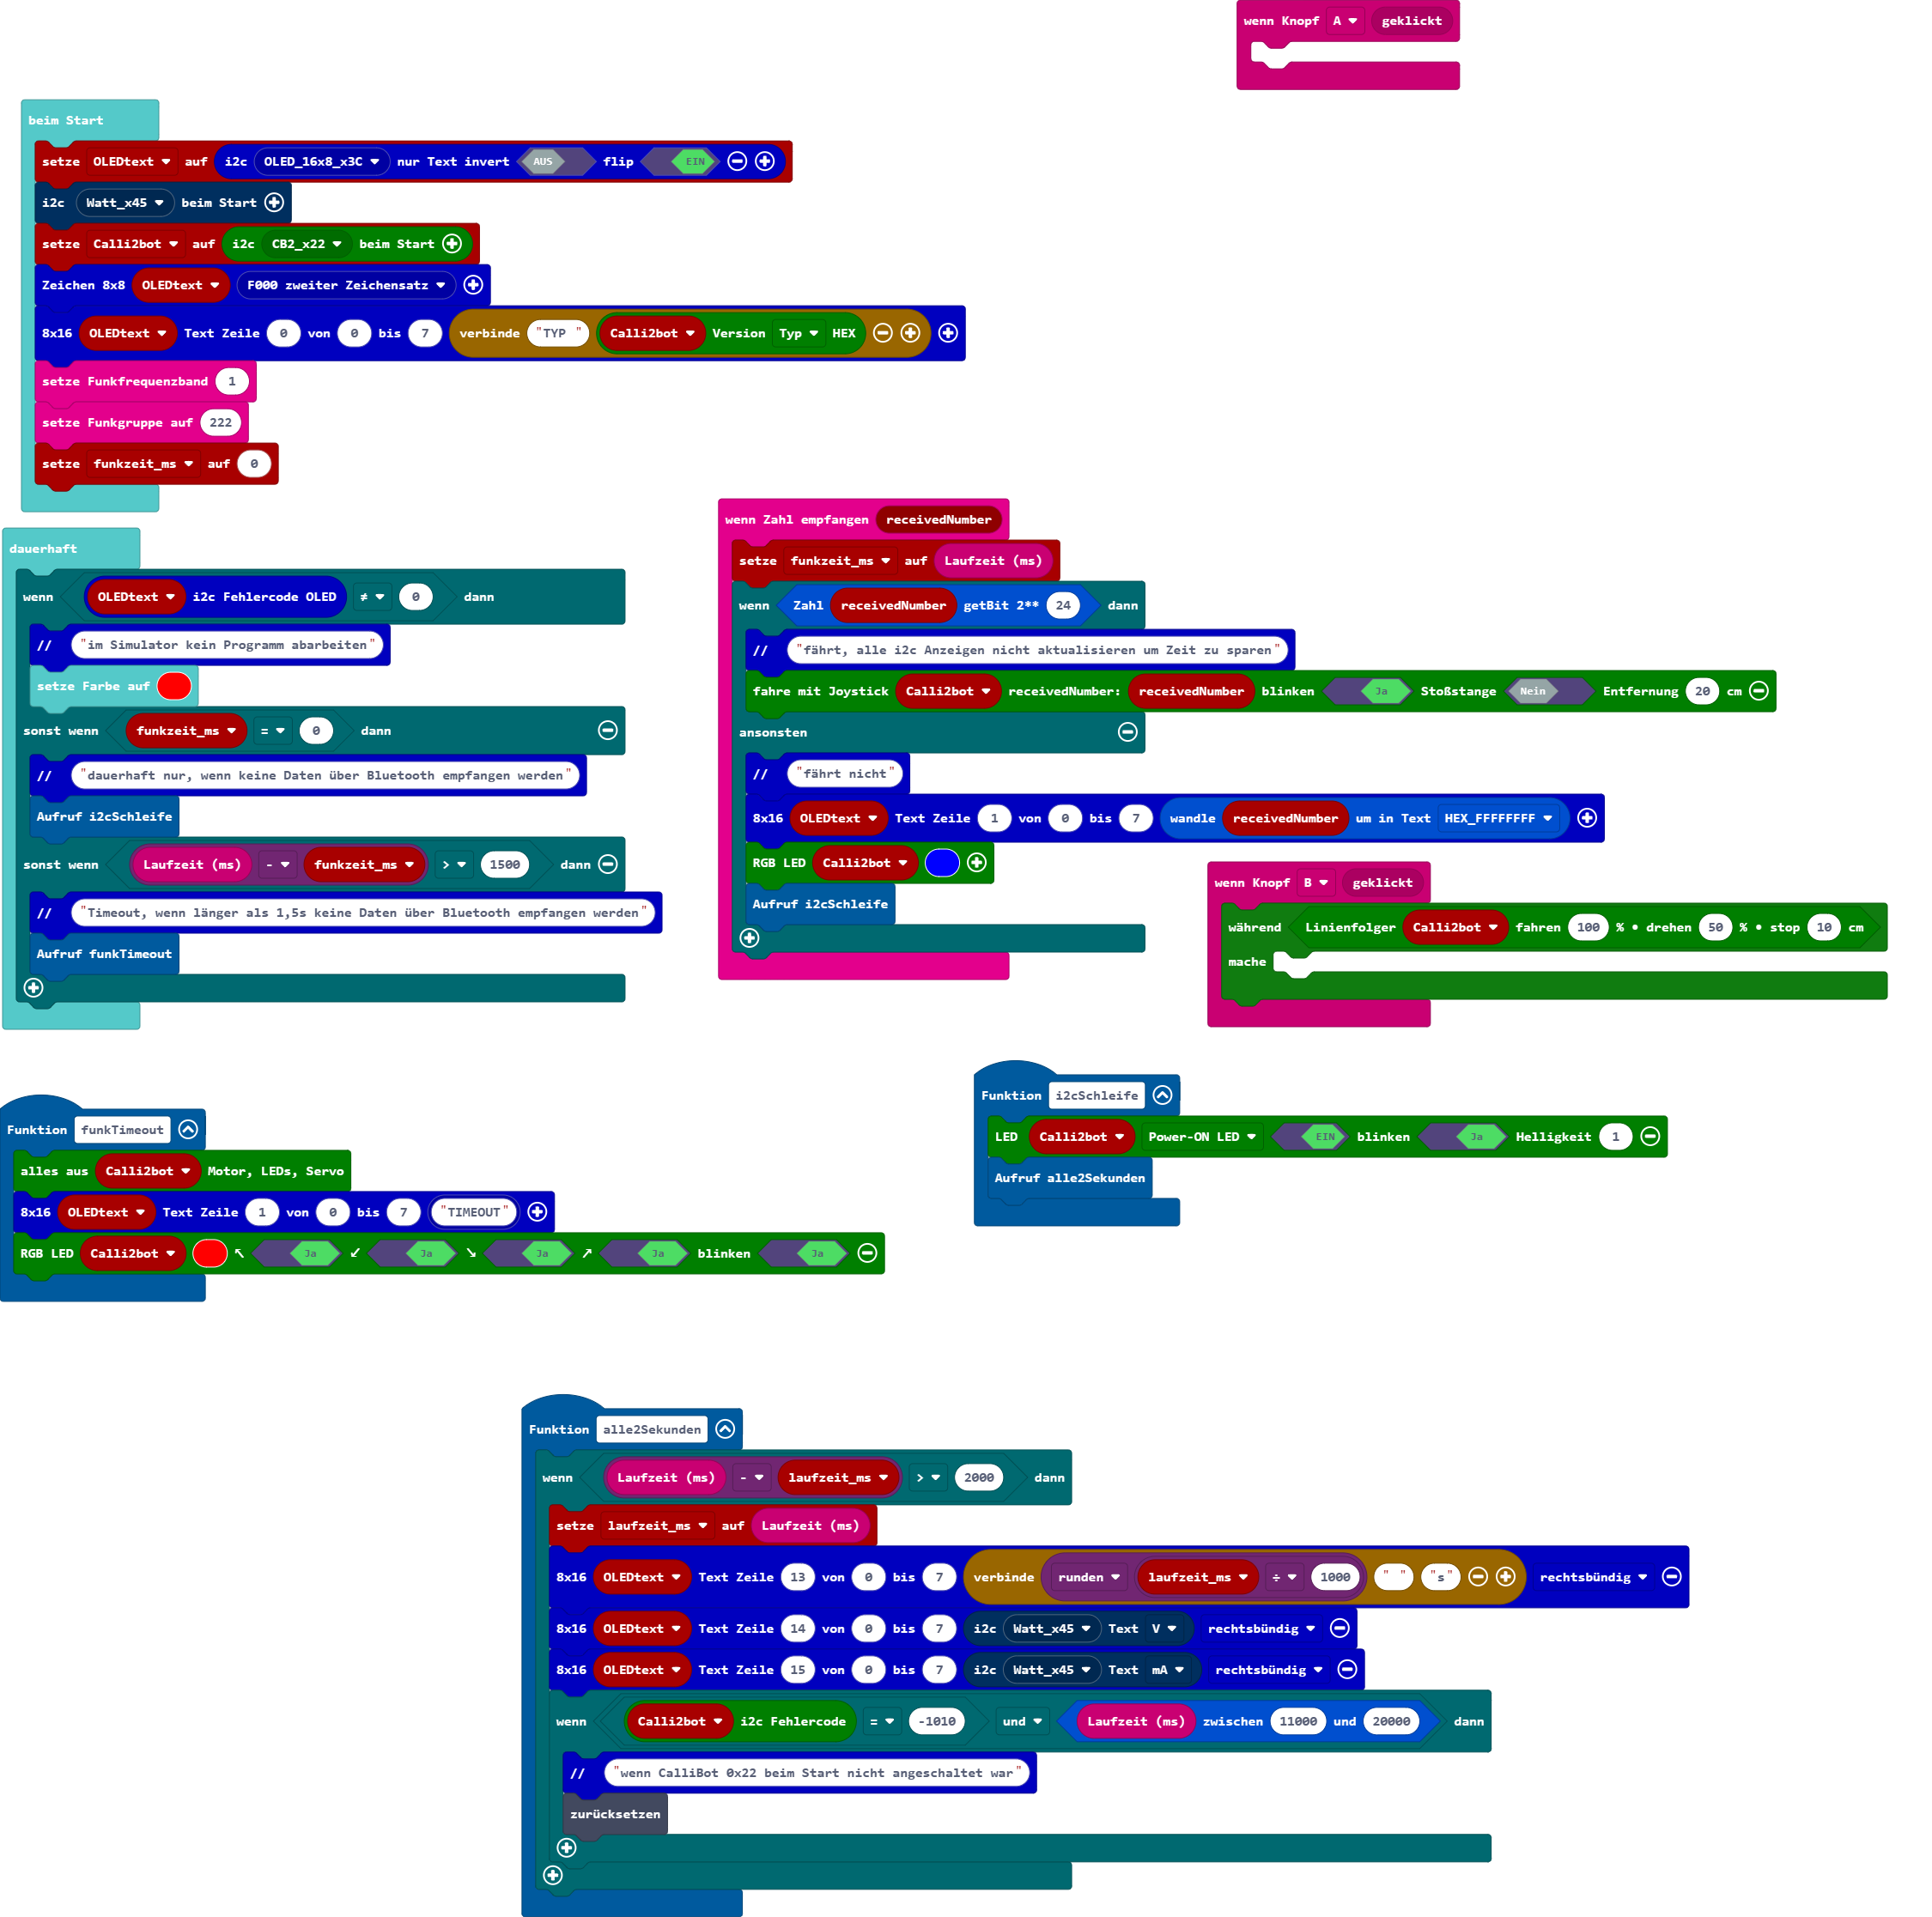 wenn Knopf A geklickt
beim Start
setze OLEDtext auf i2c OLED_16x8_x3C nur Text invert AUS flip EIN
i2c Watt_x45 beim Start
setze Calli2bot auf i2c CB2_x22 beim Start
Zeichen 8x8 OLEDtext F000 zweiter Zeichensatz
8x16 OLEDtext Text Zeile 0 von 0 bis 7 verbinde "TYP " Calli2bot Version Typ HEX
setze Funkfrequenzband 1
setze Funkgruppe auf 222
setze funkzeit_ms auf 0
dauerhaft
wenn OLEDtext i2c Fehlercode OLED ≠ 0 dann
// "im Simulator kein Programm abarbeiten"
setze Farbe auf
sonst wenn funkzeit_ms = 0 dann
// "dauerhaft nur, wenn keine Daten über Bluetooth empfangen werden"
Aufruf i2cSchleife
sonst wenn Laufzeit (ms) - funkzeit_ms > 1500 dann
// "Timeout, wenn länger als 1,5s keine Daten über Bluetooth empfangen werden"
Aufruf funkTimeout
wenn Zahl empfangen receivedNumber
setze funkzeit_ms auf Laufzeit (ms)
wenn Zahl receivedNumber getBit 2** 24 dann
// "fährt, alle i2c Anzeigen nicht aktualisieren um Zeit zu sparen"
fahre mit Joystick Calli2bot receivedNumber: receivedNumber blinken Ja Stoßstange Nein Entfernung 20 cm
ansonsten
// "fährt nicht"
8x16 OLEDtext Text Zeile 1 von 0 bis 7 wandle receivedNumber um in Text HEX_FFFFFFFF
RGB LED Calli2bot
Aufruf i2cSchleife
wenn Knopf B geklickt
während Linienfolger Calli2bot fahren 100 % • drehen 50 % • stop 10 cm
mache
Funktion funkTimeout
alles aus Calli2bot Motor, LEDs, Servo
8x16 OLEDtext Text Zeile 1 von 0 bis 7 "TIMEOUT"
RGB LED Calli2bot ↖ Ja ↙ Ja ↘ Ja ↗ Ja blinken Ja
Funktion i2cSchleife
LED Calli2bot Power-ON LED EIN blinken Ja Helligkeit 1
Aufruf alle2Sekunden
Funktion alle2Sekunden
wenn Laufzeit (ms) - laufzeit_ms > 2000 dann
setze laufzeit_ms auf Laufzeit (ms)
8x16 OLEDtext Text Zeile 13 von 0 bis 7 verbinde runden laufzeit_ms ÷ 1000 " " "s" rechtsbündig
8x16 OLEDtext Text Zeile 14 von 0 bis 7 i2c Watt_x45 Text V rechtsbündig
8x16 OLEDtext Text Zeile 15 von 0 bis 7 i2c Watt_x45 Text mA rechtsbündig
wenn Calli2bot i2c Fehlercode = -1010 und Laufzeit (ms) zwischen 11000 und 20000 dann
// "wenn CalliBot 0x22 beim Start nicht angeschaltet war"
zurücksetzen